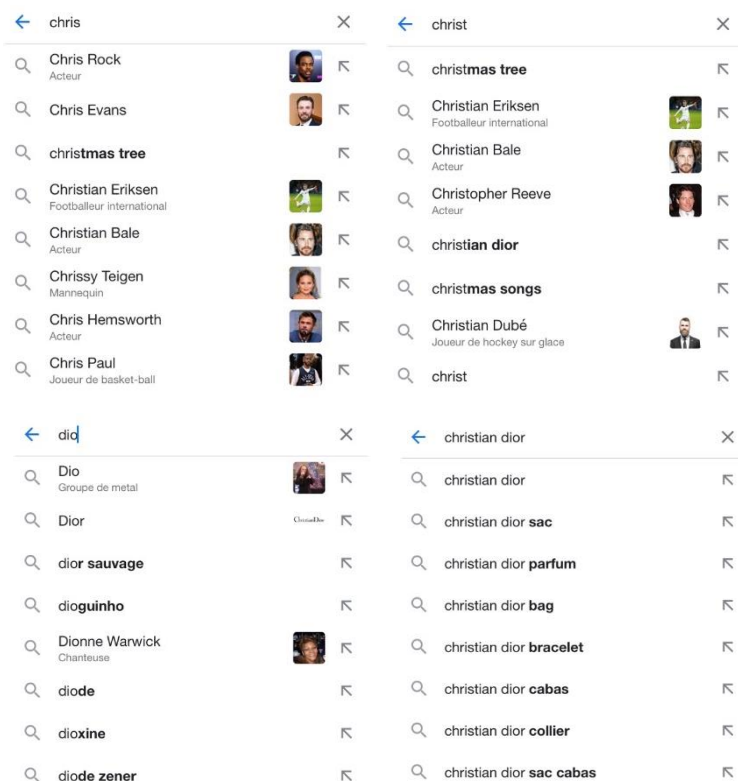 chris
Chris Rock
Acteur
Chris Evans
christmas tree
Christian Eriksen
Footballeur international
Christian Bale
Acteur
Chrissy Teigen
Mannequin
Chris Hemsworth
Acteur
Chris Paul
Joueur de basket-ball
christ
christmas tree
Christian Eriksen
Footballeur international
Christian Bale
Acteur
Christopher Reeve
Acteur
christian dior
christmas songs
Christian Dubé
Joueur de hockey sur glace
christ
dio
Dio
Groupe de metal
Dior
ChristianDior
dior sauvage
dioguinho
Dionne Warwick
Chanteuse
diode
dioxine
diode zener
christian dior
christian dior
christian dior sac
christian dior parfum
christian dior bag
christian dior bracelet
christian dior cabas
christian dior collier
christian dior sac cabas